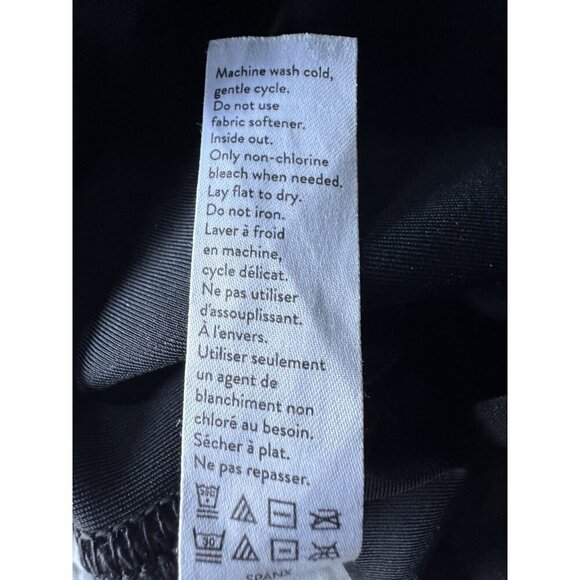 Machine wash cold,
gentle cycle.
Do not use
fabric softener.
Inside out.
Only non-chlorine
bleach when needed.
Lay flat to dry.
Do not iron.
Laver à froid
en machine,
cycle délicat.
Ne pas utiliser
d'assouplissant.
À l'envers.
Utiliser seulement
un agent de
blanchiment non
chloré au besoin.
Sécher à plat.
Ne pas repasser.
30
SPANX